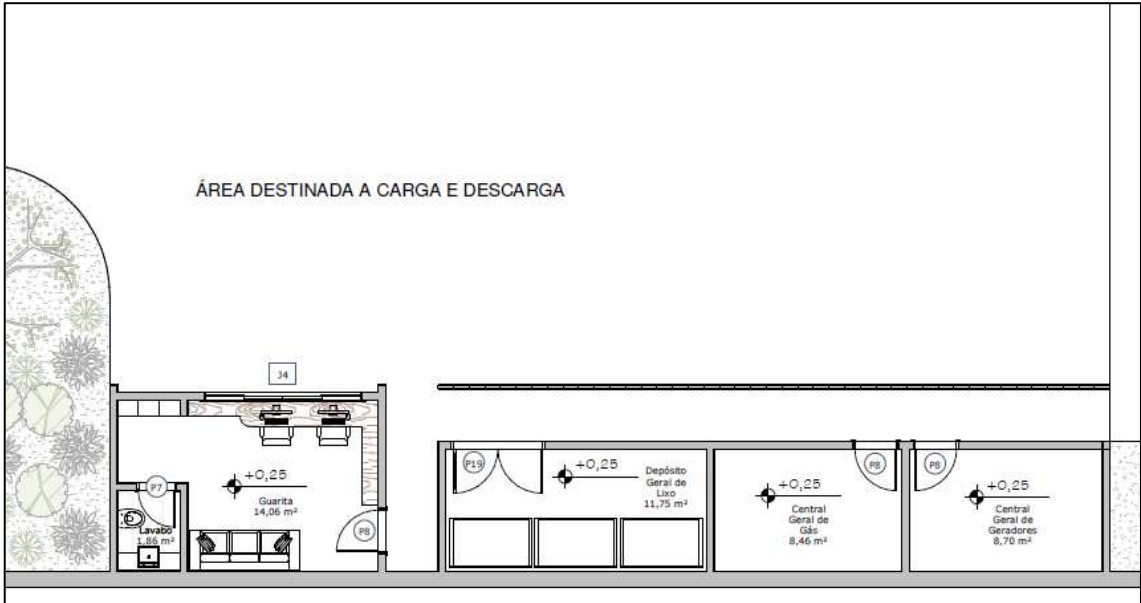 ÁREA DESTINADA A CARGA E DESCARGA
J4
P7
+0,25
Guarita
14,06 m²
Lavabo
1,86 m²
P8
P19
+0,25
Depósito
Geral de
Lixo
11,75 m²
+0,25
Central
Geral de
Gás
8,46 m²
P8
P8
+0,25
Central
Geral de
Geradores
8,70 m²